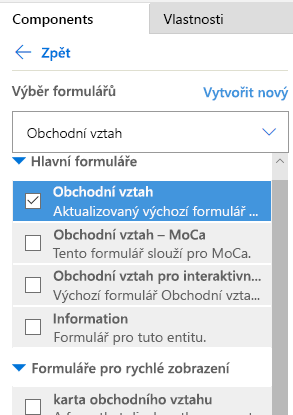 Components Vlastnosti
Zpět
Výběr formulářů Vytvořit nový
Obchodní vztah
Hlavní formuláře
Obchodní vztah
Aktualizovaný výchozí formulář ...
Obchodní vztah – MoCa
Tento formulář slouží pro MoCa.
Obchodní vztah pro interaktivn...
Výchozí formulář Obchodní vzta...
Information
Formulář pro tuto entitu.
Formuláře pro rychlé zobrazení
karta obchodního vztahu